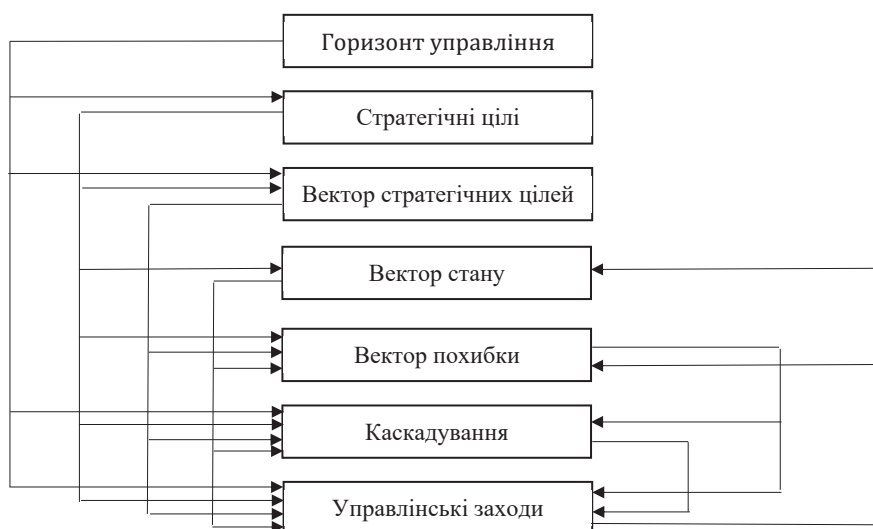 Горизонт управління
Стратегічні цілі
Вектор стратегічних цілей
Вектор стану
Вектор похибки
Каскадування
Управлінські заходи